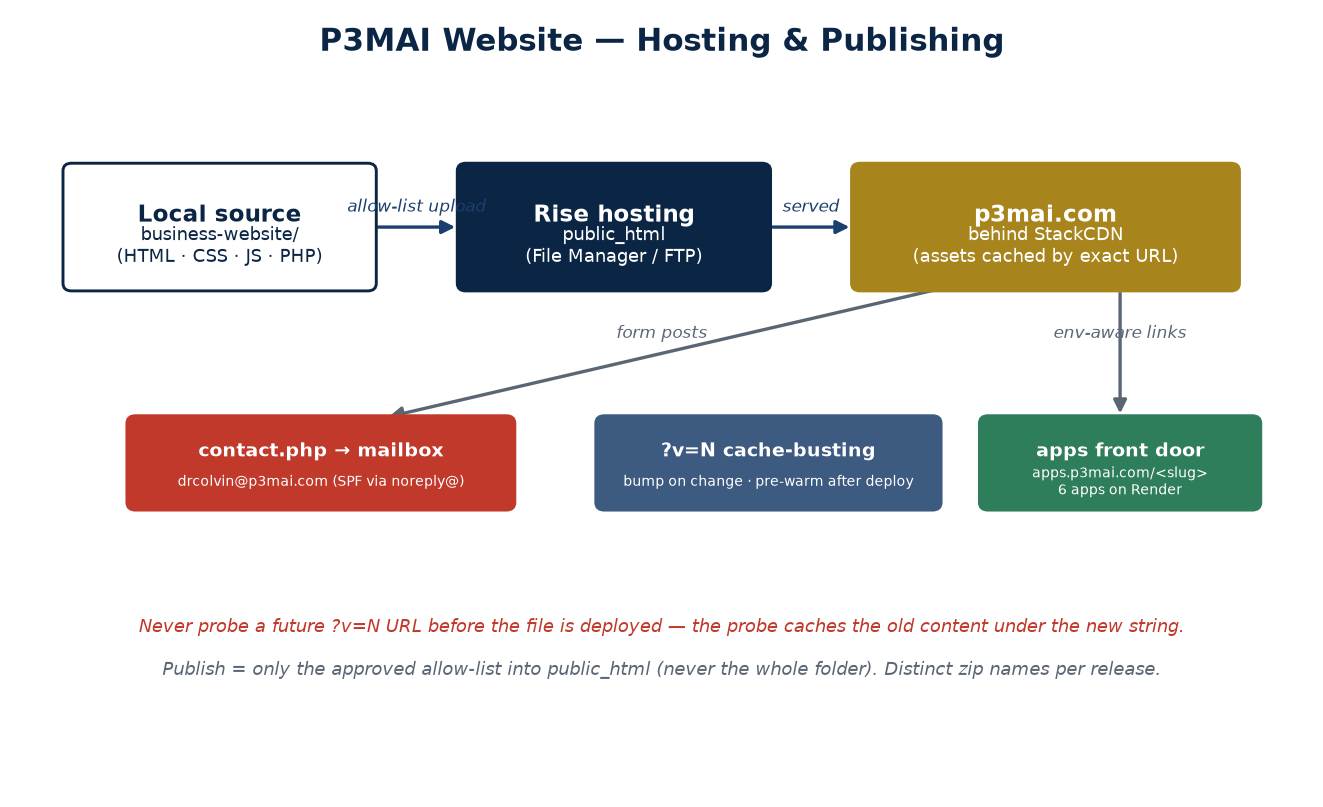 P3MAI Website — Hosting & Publishing
Local source
business-website/
(HTML · CSS · JS · PHP)
allow-list upload
Rise hosting
public_html
(File Manager / FTP)
served
p3mai.com
behind StackCDN
(assets cached by exact URL)
form posts
env-aware links
contact.php → mailbox
drcolvin@p3mai.com (SPF via noreply@)
?v=N cache-busting
bump on change · pre-warm after deploy
apps front door
apps.p3mai.com/<slug>
6 apps on Render
Never probe a future ?v=N URL before the file is deployed — the probe caches the old content under the new string.
Publish = only the approved allow-list into public_html (never the whole folder). Distinct zip names per release.